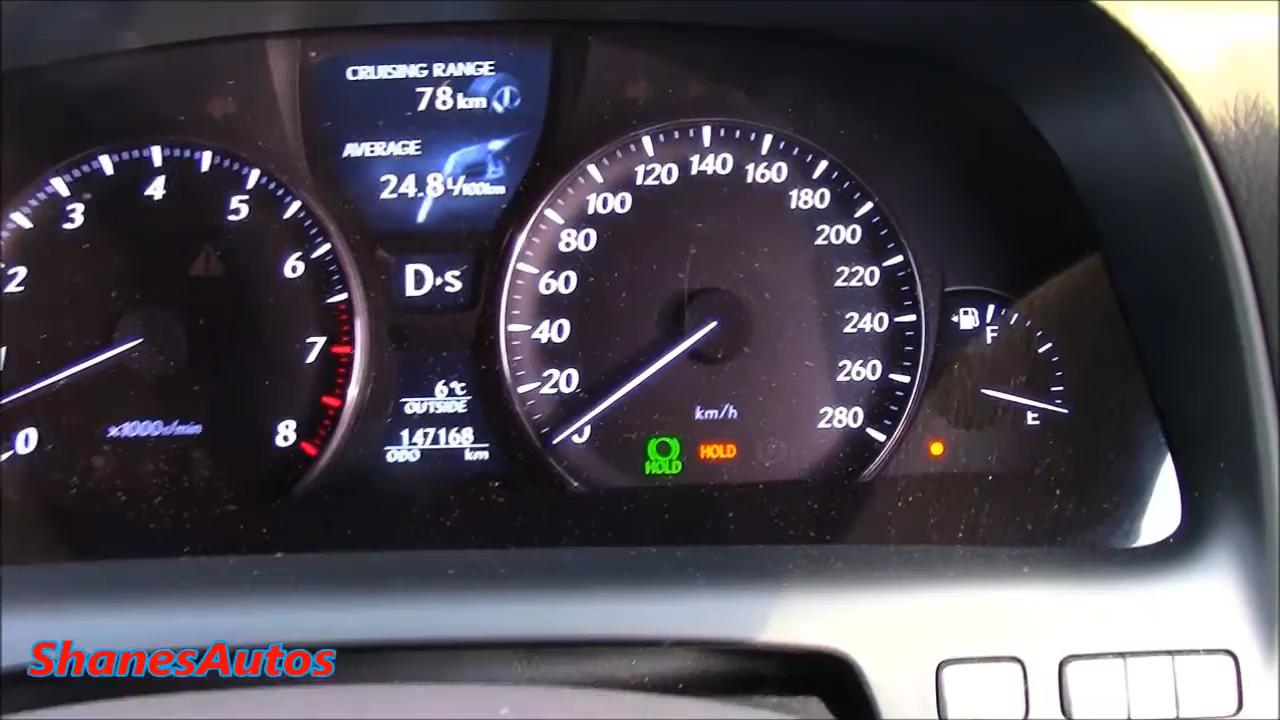 CRUISING RANGE
78 km
AVERAGE
24.8 L/100km
D·S
6°C
OUTSIDE
147168
ODO km
2
3
4
5
6
7
8
0
x1000r/min
0
20
40
60
80
100
120
140
160
180
200
220
240
260
280
km/h
HOLD
HOLD
F
E
ShanesAutos